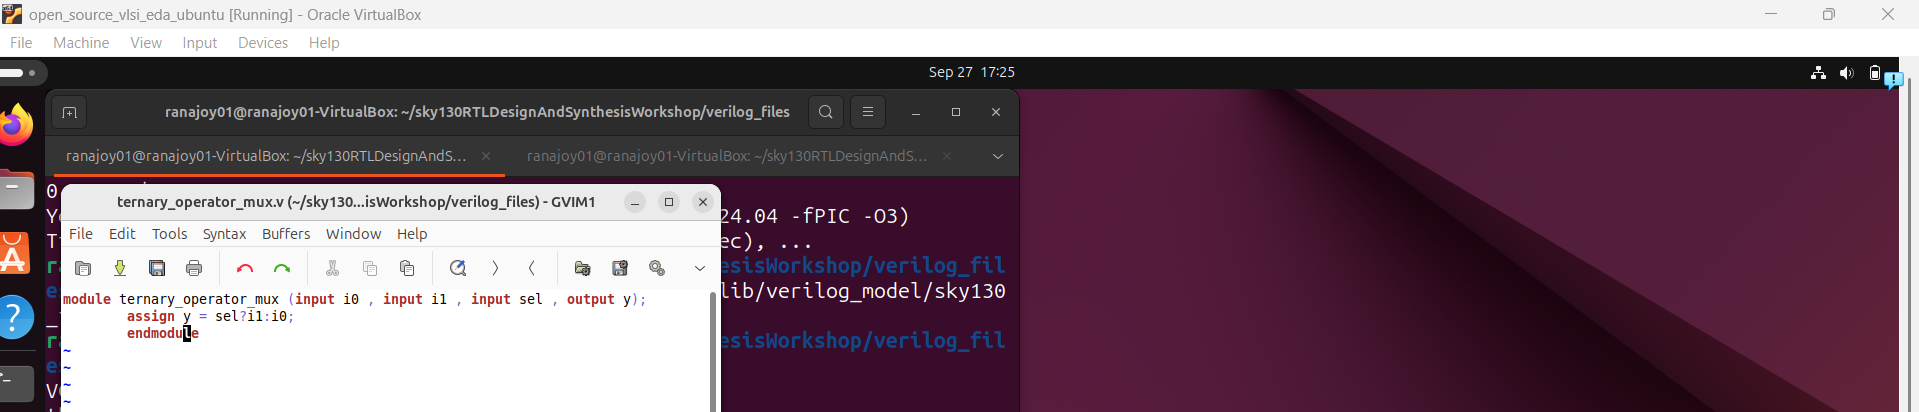 open_source_vlsi_eda_ubuntu [Running] - Oracle VirtualBox
File Machine View Input Devices Help
Sep 27 17:25
ranajoy01@ranajoy01-VirtualBox: ~/sky130RTLDesignAndSynthesisWorkshop/verilog_files
ranajoy01@ranajoy01-VirtualBox: ~/sky130RTLDesignAndS... ranajoy01@ranajoy01-VirtualBox: ~/sky130RTLDesignAndS...
0
ternary_operator_mux.v (~/sky130...isWorkshop/verilog_files) - GVIM1
24.04 -fPIC -O3)
File Edit Tools Syntax Buffers Window Help
ec), ...
esisWorkshop/verilog_fil
lib/verilog_model/sky130
module ternary_operator_mux (input i0 , input i1 , input sel , output y);
assign y = sel?i1:i0;
endmodule
esisWorkshop/verilog_fil
~
~
~
~